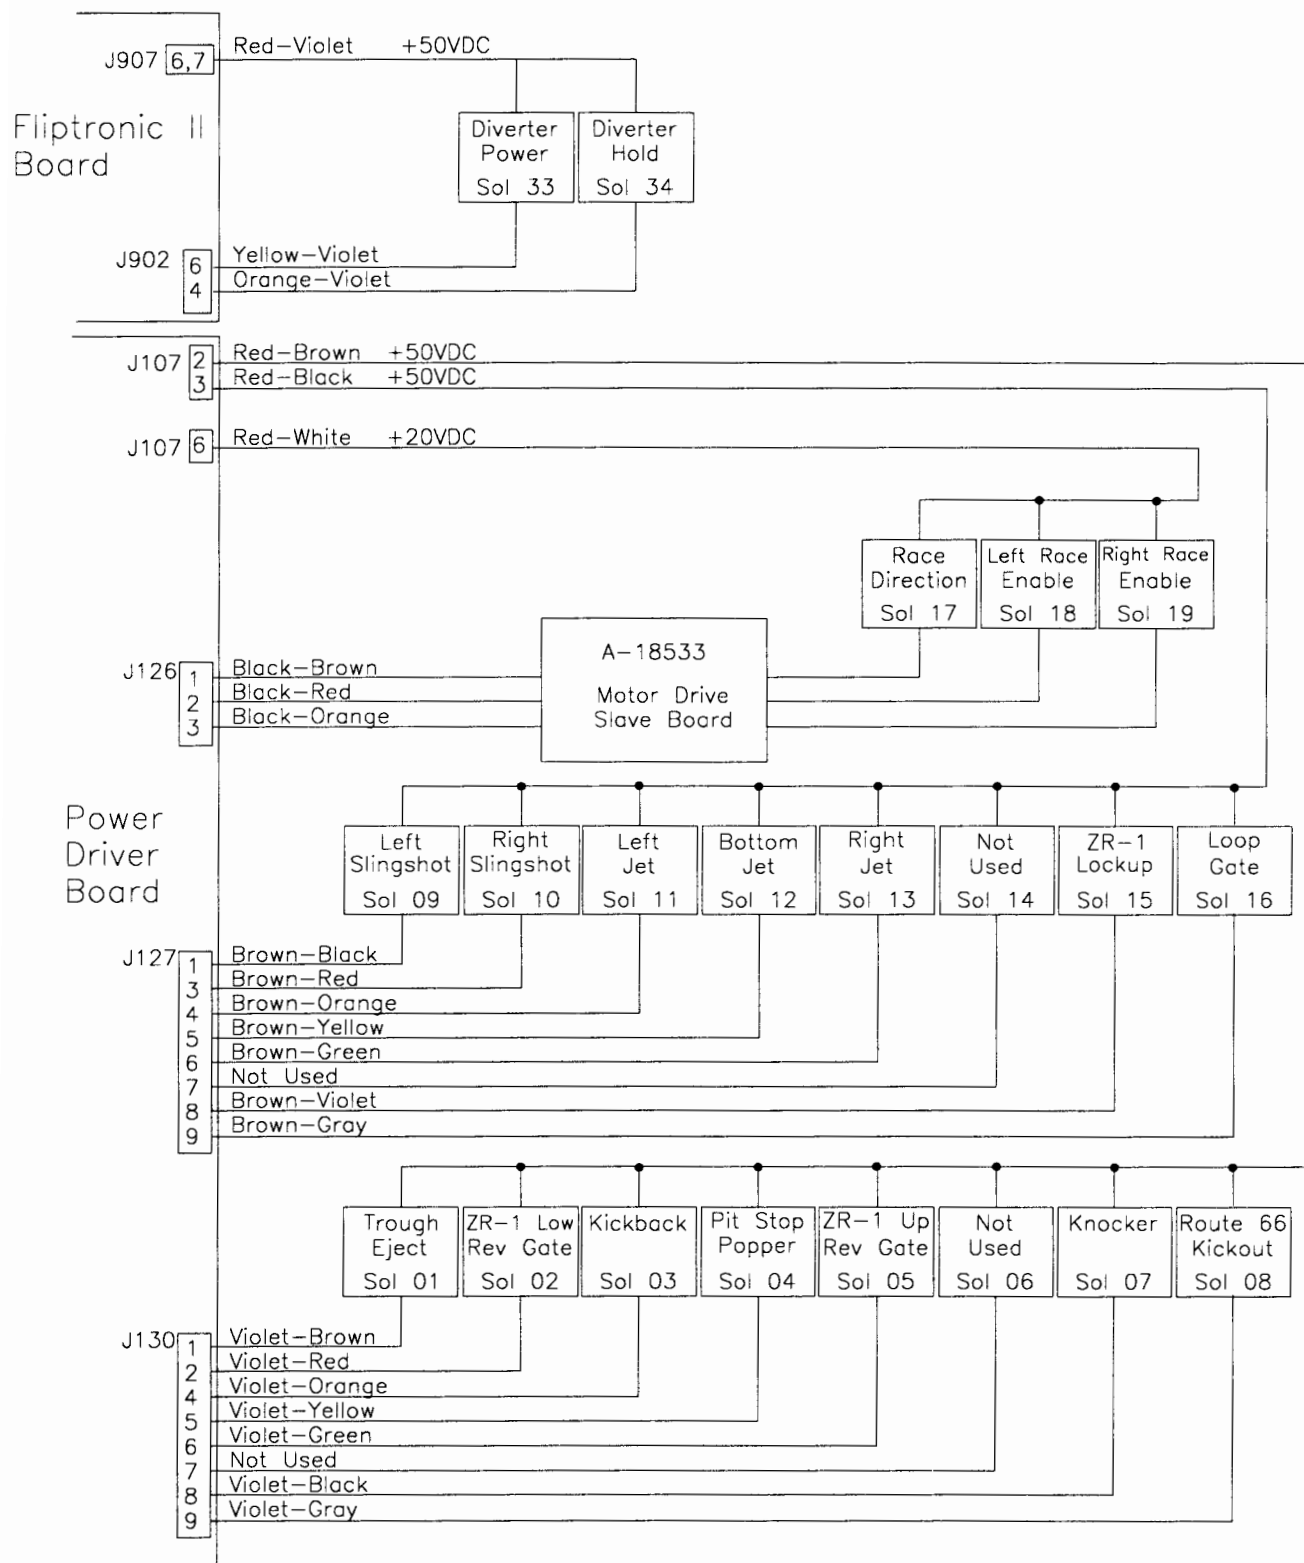 J907 6,7 Red-Violet +50VDC
Fliptronic II
Board
Diverter
Power
Sol 33
Diverter
Hold
Sol 34
J902
6 Yellow-Violet
4 Orange-Violet
J107
2 Red-Brown +50VDC
3 Red-Black +50VDC
J107 6 Red-White +20VDC
Race
Direction
Sol 17
Left Race
Enable
Sol 18
Right Race
Enable
Sol 19
A-18533
Motor Drive
Slave Board
J126
1 Black-Brown
2 Black-Red
3 Black-Orange
Power
Driver
Board
Left
Slingshot
Sol 09
Right
Slingshot
Sol 10
Left
Jet
Sol 11
Bottom
Jet
Sol 12
Right
Jet
Sol 13
Not
Used
Sol 14
ZR-1
Lockup
Sol 15
Loop
Gate
Sol 16
J127
1 Brown-Black
3 Brown-Red
4 Brown-Orange
5 Brown-Yellow
6 Brown-Green
7 Not Used
8 Brown-Violet
9 Brown-Gray
Trough
Eject
Sol 01
ZR-1 Low
Rev Gate
Sol 02
Kickback
Sol 03
Pit Stop
Popper
Sol 04
ZR-1 Up
Rev Gate
Sol 05
Not
Used
Sol 06
Knocker
Sol 07
Route 66
Kickout
Sol 08
J130
1 Violet-Brown
2 Violet-Red
4 Violet-Orange
5 Violet-Yellow
6 Violet-Green
7 Not Used
8 Violet-Black
9 Violet-Gray